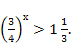 (3/4)^x > 1 1/3.